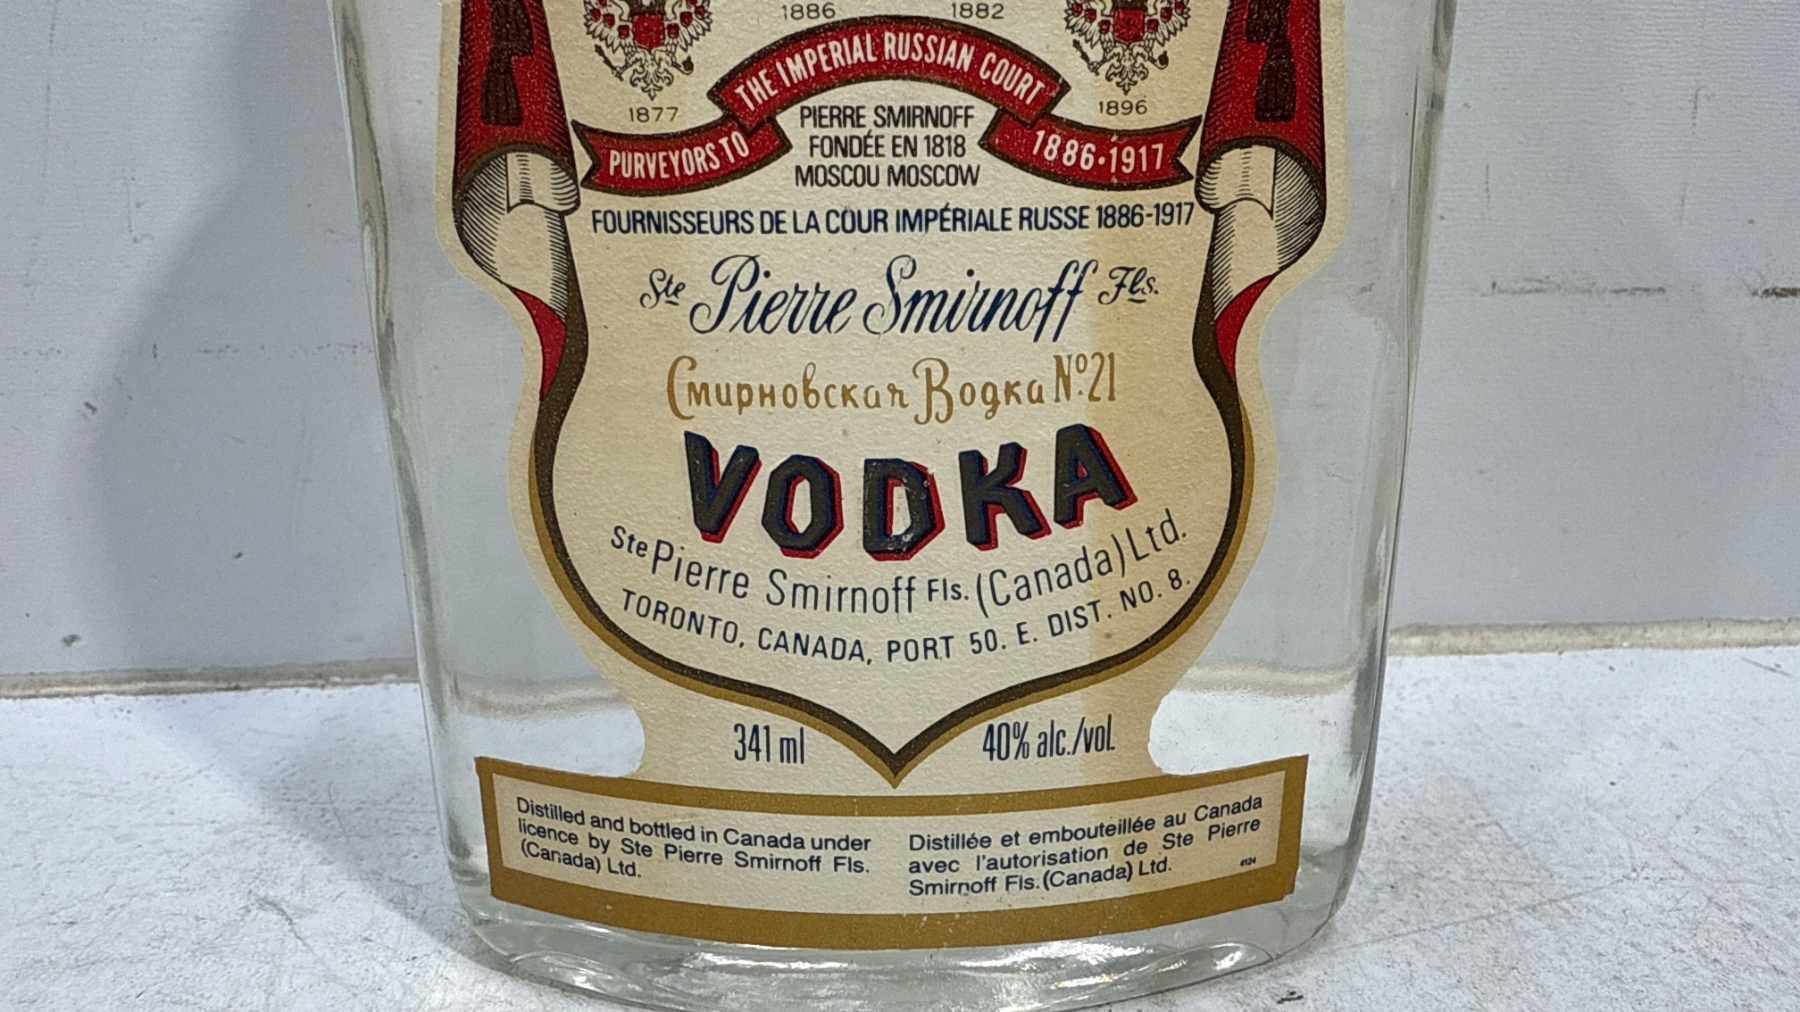 1886 1882
THE IMPERIAL RUSSIAN COURT
1877 1896
PURVEYORS TO
1886·1917
PIERRE SMIRNOFF
FONDÉE EN 1818
MOSCOU MOSCOW
FOURNISSEURS DE LA COUR IMPÉRIALE RUSSE 1886-1917
Ste Pierre Smirnoff Fls.
Смирновская Водка Nº21
VODKA
Ste Pierre Smirnoff Fls. (Canada) Ltd.
TORONTO, CANADA, PORT 50. E. DIST. NO. 8.
341 ml
40% alc./vol.
Distilled and bottled in Canada under
licence by Ste Pierre Smirnoff Fls.
(Canada) Ltd.
Distillée et embouteillée au Canada
avec l'autorisation de Ste Pierre
Smirnoff Fls. (Canada) Ltd.